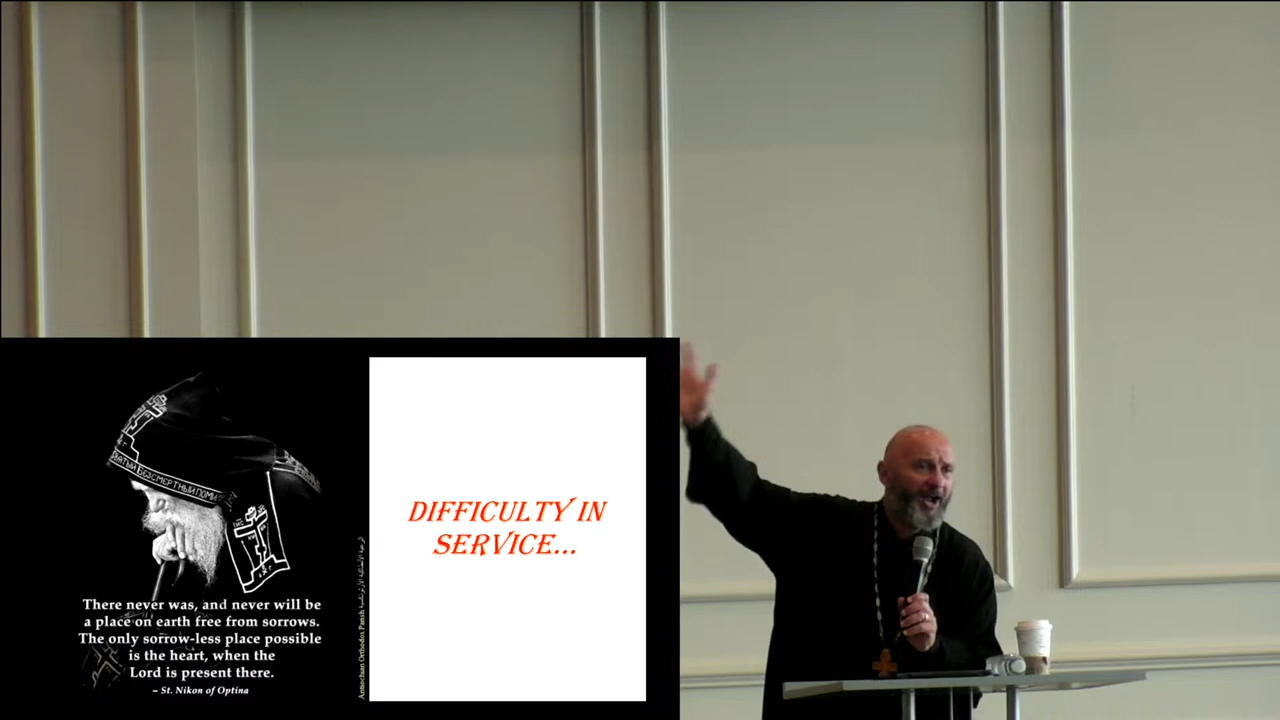 БЕЗСМЕРТНЫЙ
There never was, and never will be
a place on earth free from sorrows.
The only sorrow-less place possible
is the heart, when the
Lord is present there.
– St. Nikon of Optina
Antiochian Orthodox Parish
DIFFICULTY IN
SERVICE...